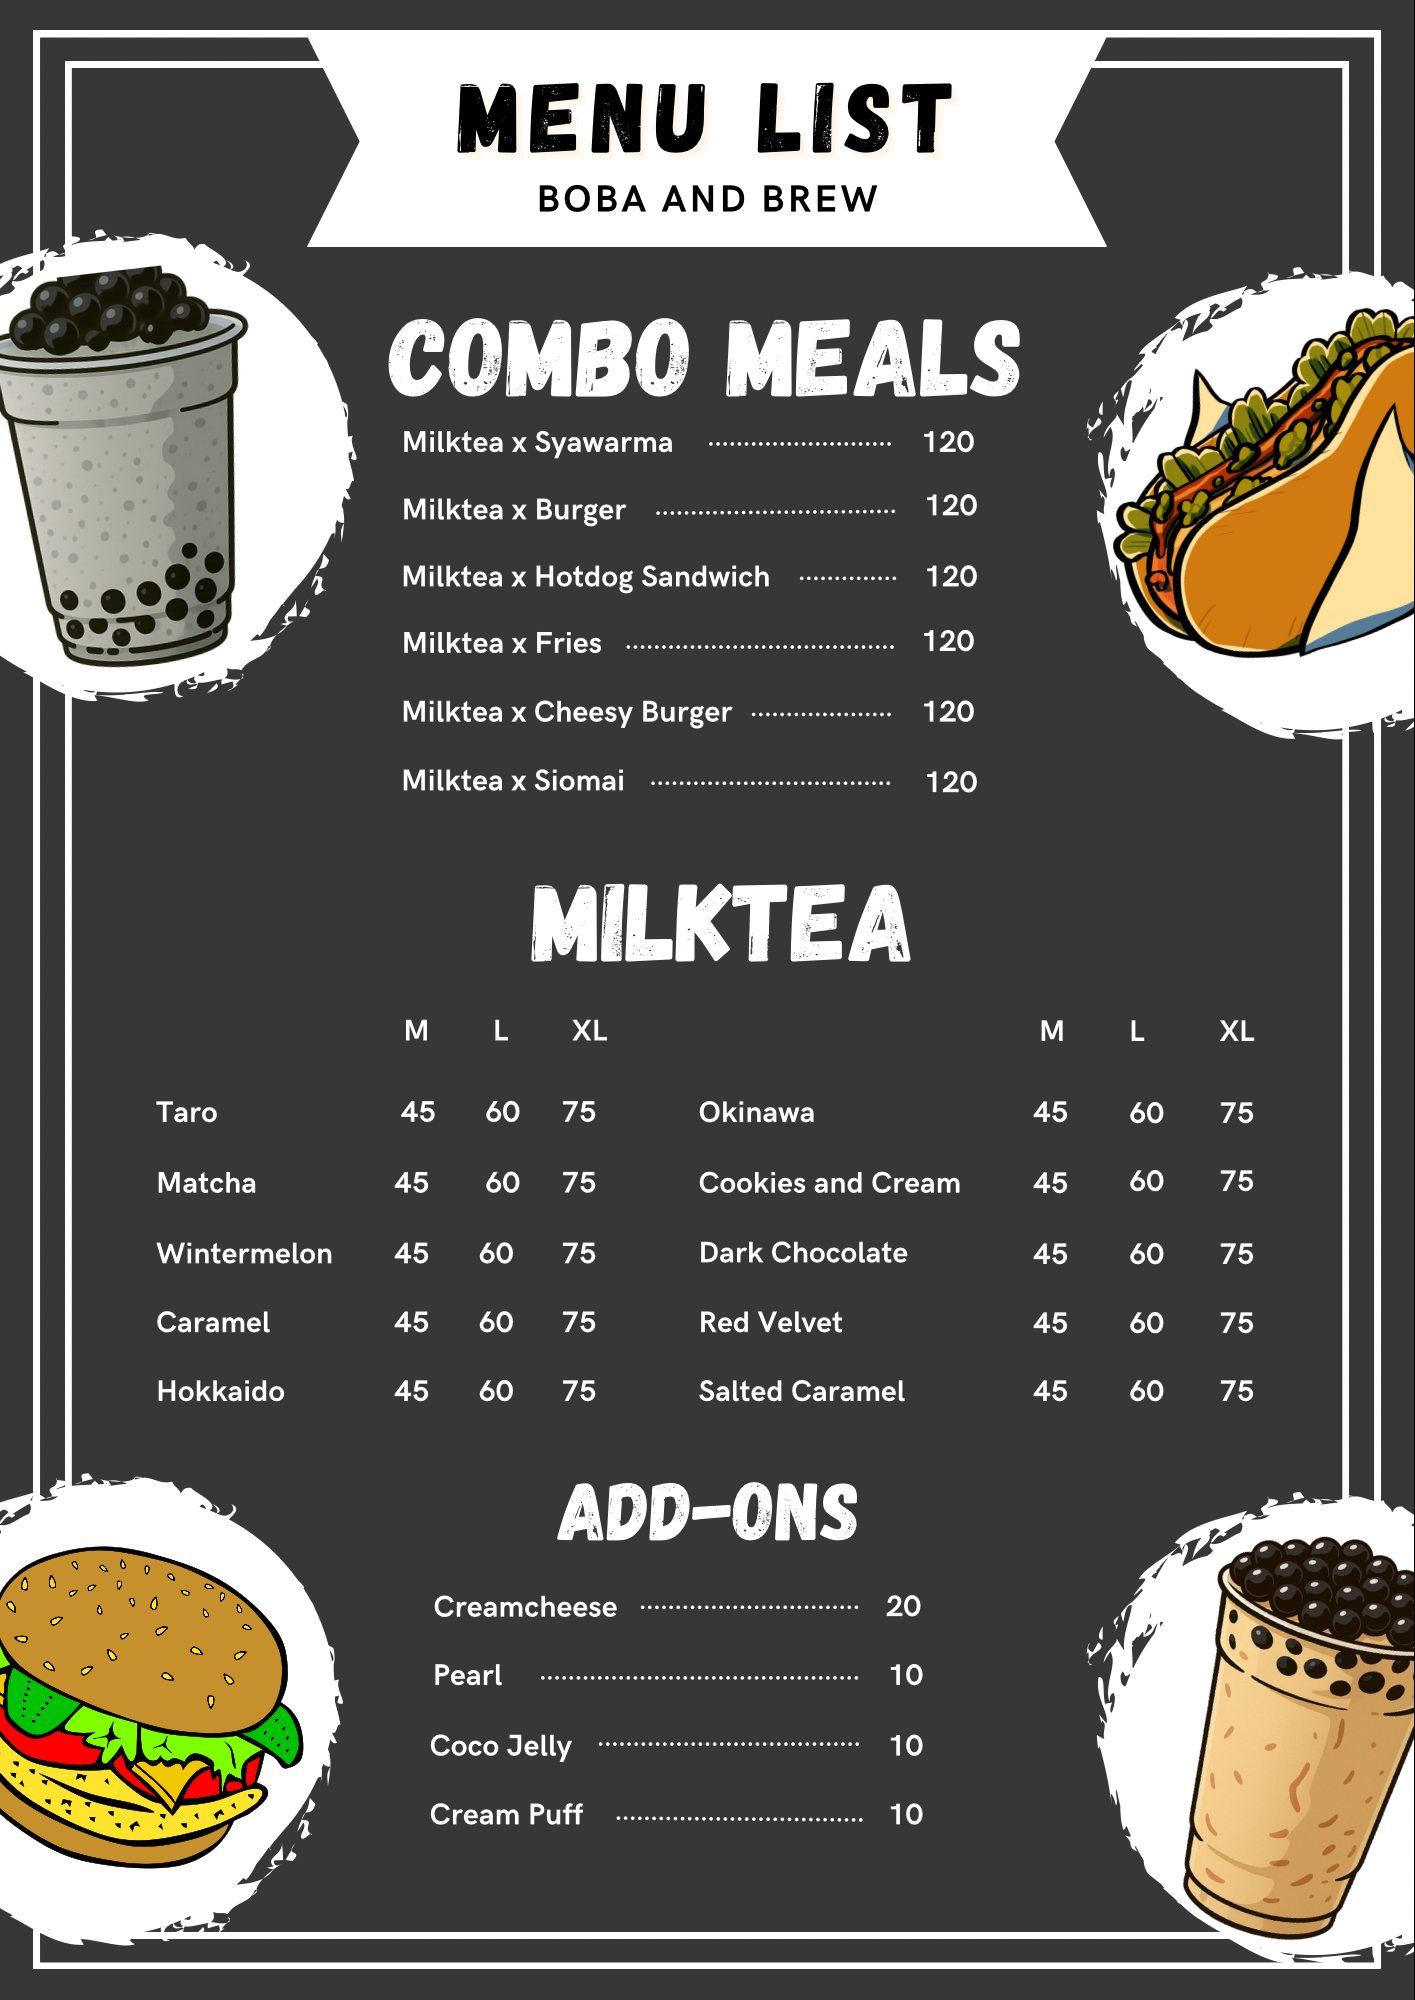 MENU LIST
BOBA AND BREW
COMBO MEALS
Milktea x Syawarma 120
Milktea x Burger 120
Milktea x Hotdog Sandwich 120
Milktea x Fries 120
Milktea x Cheesy Burger 120
Milktea x Siomai 120
MILKTEA
M L XL M L XL
Taro 45 60 75 Okinawa 45 60 75
Matcha 45 60 75 Cookies and Cream 45 60 75
Wintermelon 45 60 75 Dark Chocolate 45 60 75
Caramel 45 60 75 Red Velvet 45 60 75
Hokkaido 45 60 75 Salted Caramel 45 60 75
ADD-ONS
Creamcheese 20
Pearl 10
Coco Jelly 10
Cream Puff 10